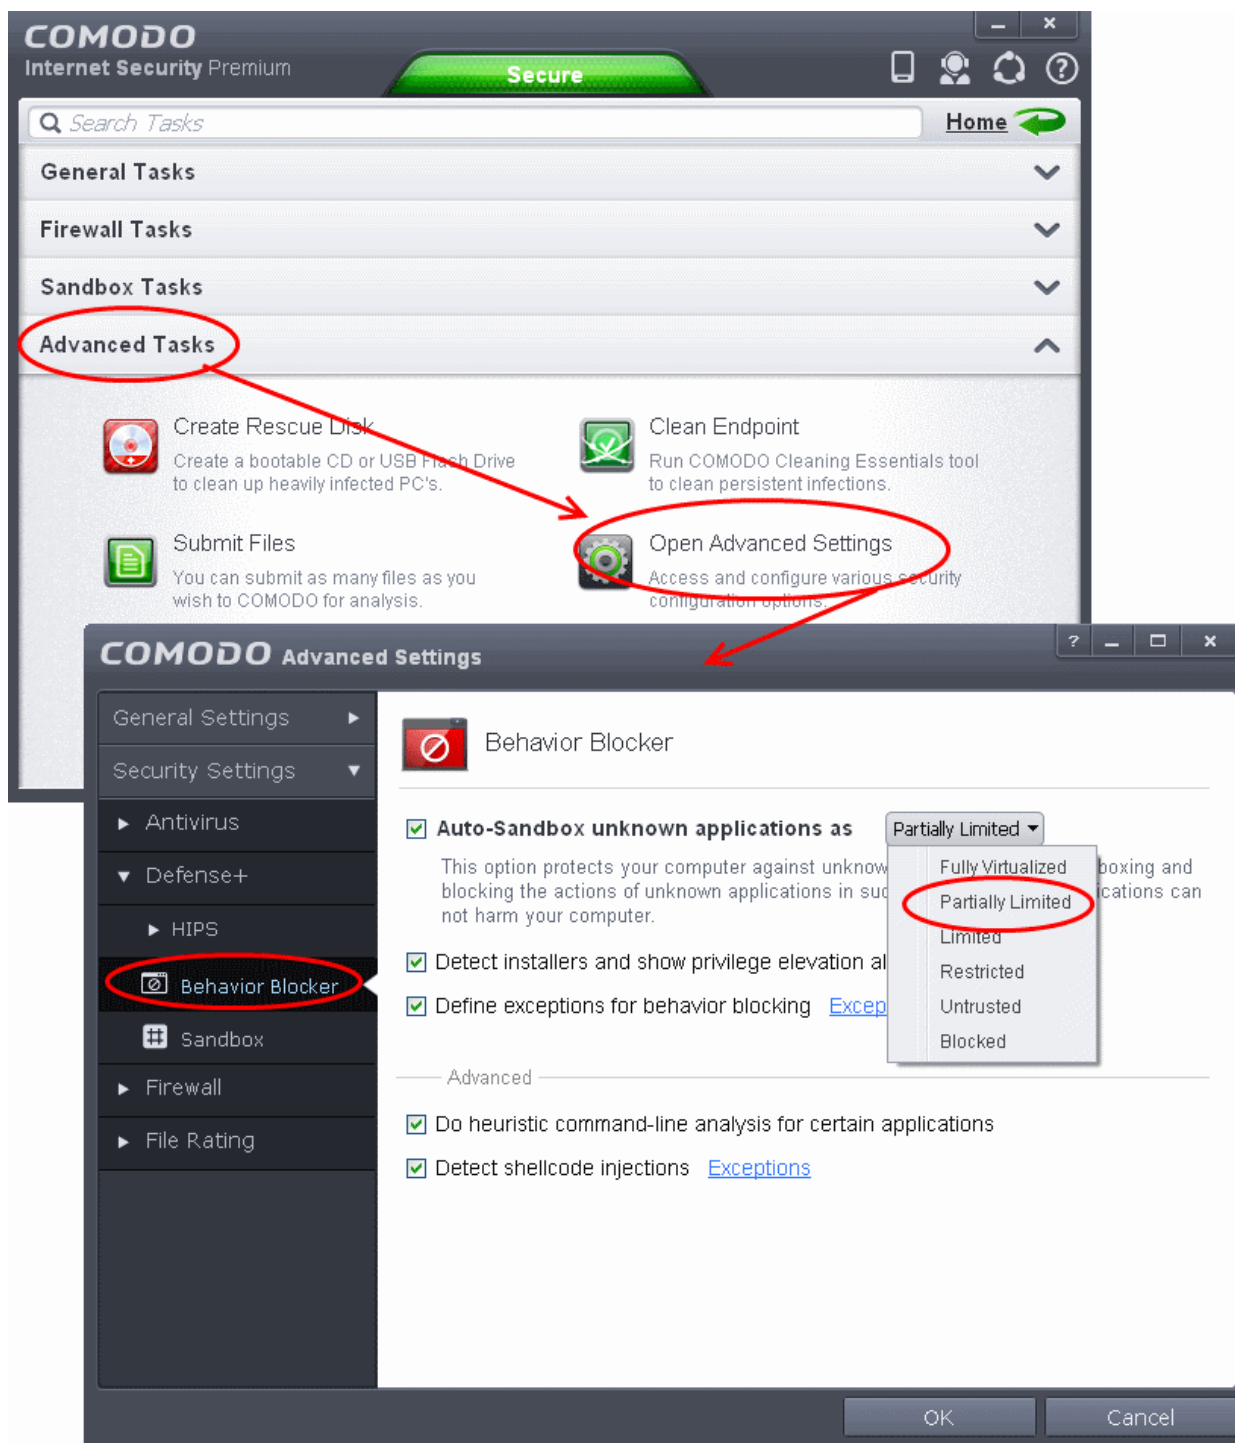 COMODO
Internet Security Premium
Secure
Search Tasks
Home
General Tasks
Firewall Tasks
Sandbox Tasks
Advanced Tasks
Create Rescue Disk
Create a bootable CD or USB Flash Drive
to clean up heavily infected PC's.
Clean Endpoint
Run COMODO Cleaning Essentials tool
to clean persistent infections.
Submit Files
You can submit as many files as you
wish to COMODO for analysis.
Open Advanced Settings
Access and configure various security
configuration options.
COMODO Advanced Settings
?
General Settings
Security Settings
Antivirus
Defense+
HIPS
Behavior Blocker
Sandbox
Firewall
File Rating
Behavior Blocker
Auto-Sandbox unknown applications as
Partially Limited
This option protects your computer against unknow boxing and
blocking the actions of unknown applications in suc ications can
not harm your computer.
Fully Virtualized
Partially Limited
Limited
Restricted
Untrusted
Blocked
Detect installers and show privilege elevation al
Define exceptions for behavior blocking Excep
Advanced
Do heuristic command-line analysis for certain applications
Detect shellcode injections Exceptions
OK
Cancel